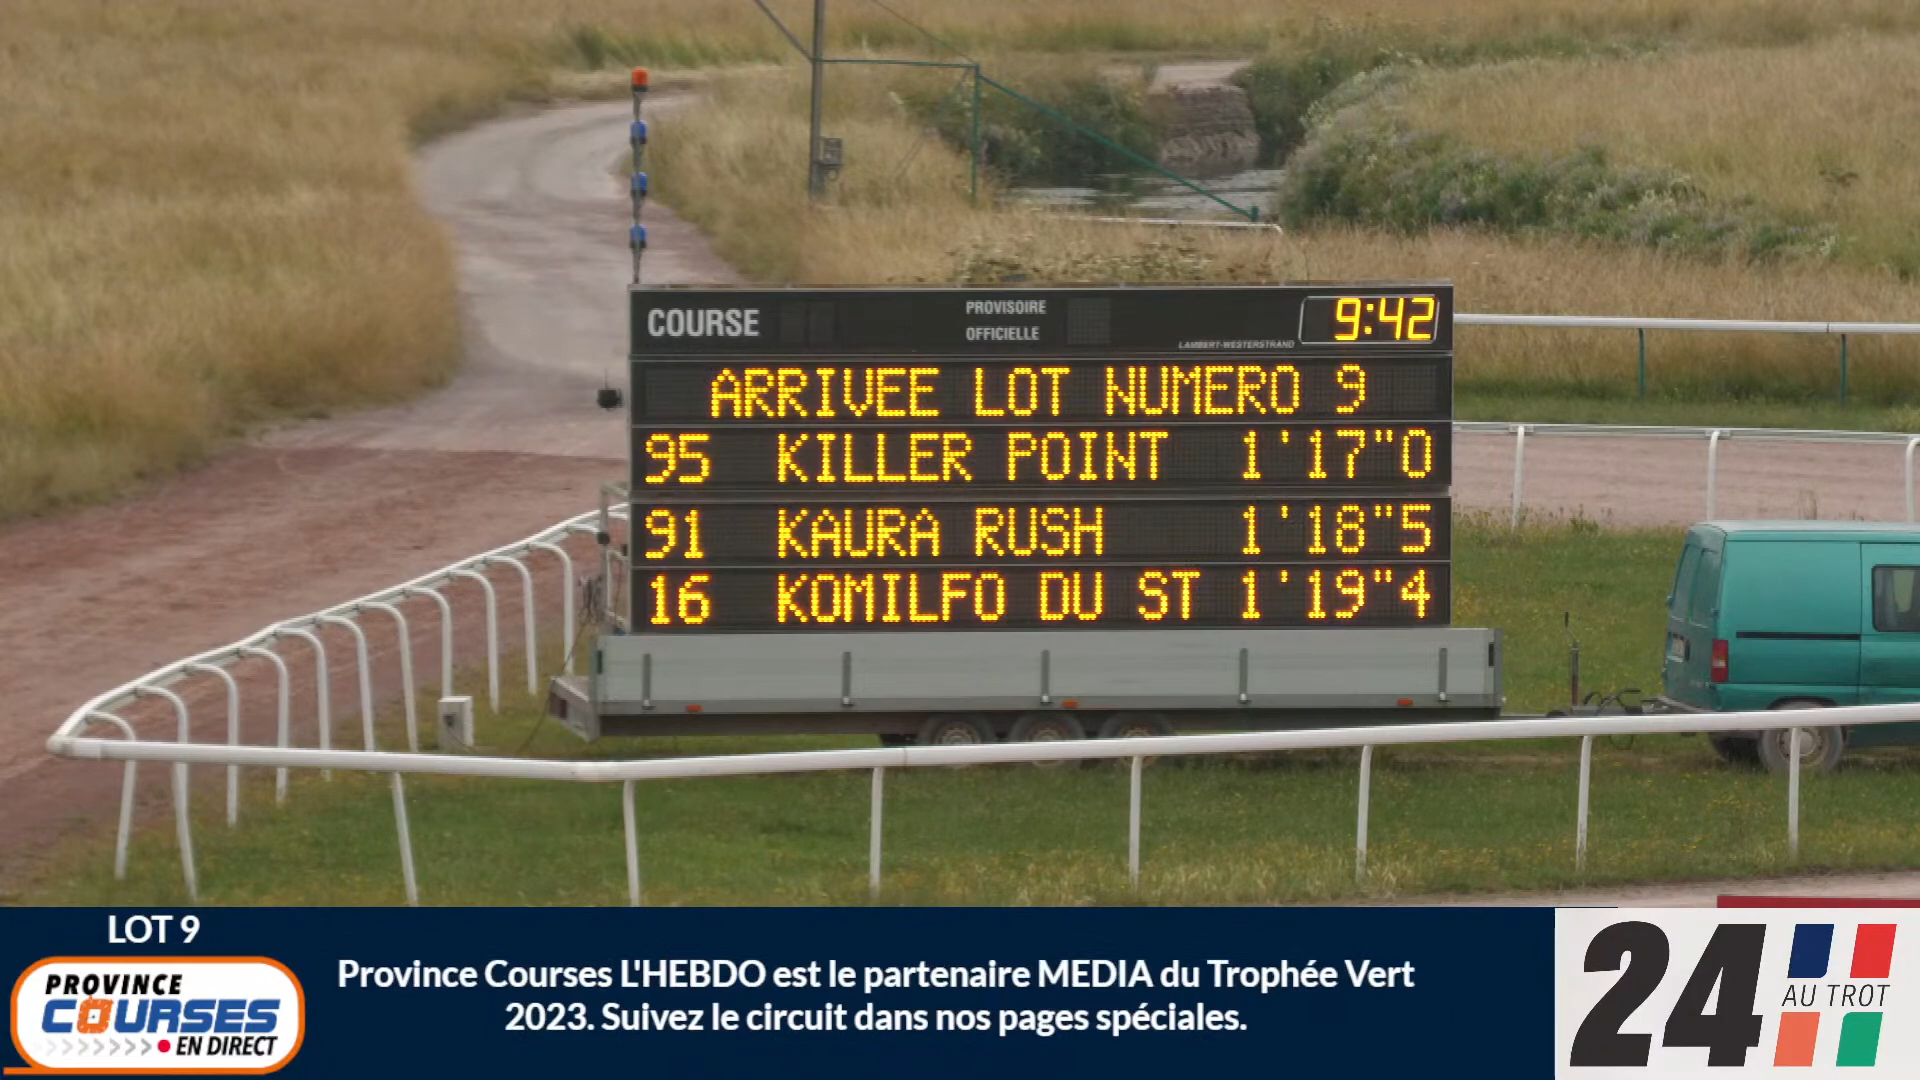 COURSE
PROVISOIRE
OFFICIELLE
LAMBERT-WESTERSTRAND
9:42
ARRIVEE LOT NUMERO 9
95 KILLER POINT 1'17"0
91 KAURA RUSH 1'18"5
16 KOMILFO DU ST 1'19"4
LOT 9
PROVINCE
COURSES
EN DIRECT
Province Courses L'HEBDO est le partenaire MEDIA du Trophée Vert
2023. Suivez le circuit dans nos pages spéciales.
24
AU TROT